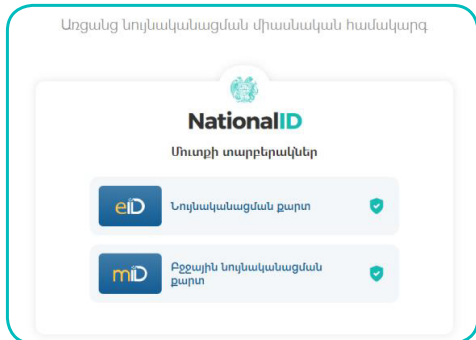 Առցանց նույնականացման միասնական համակարգ
NationalID
Մուտքի տարբերակներ
eID
Նույնականացման քարտ
mID
Բջջային նույնականացման
քարտ